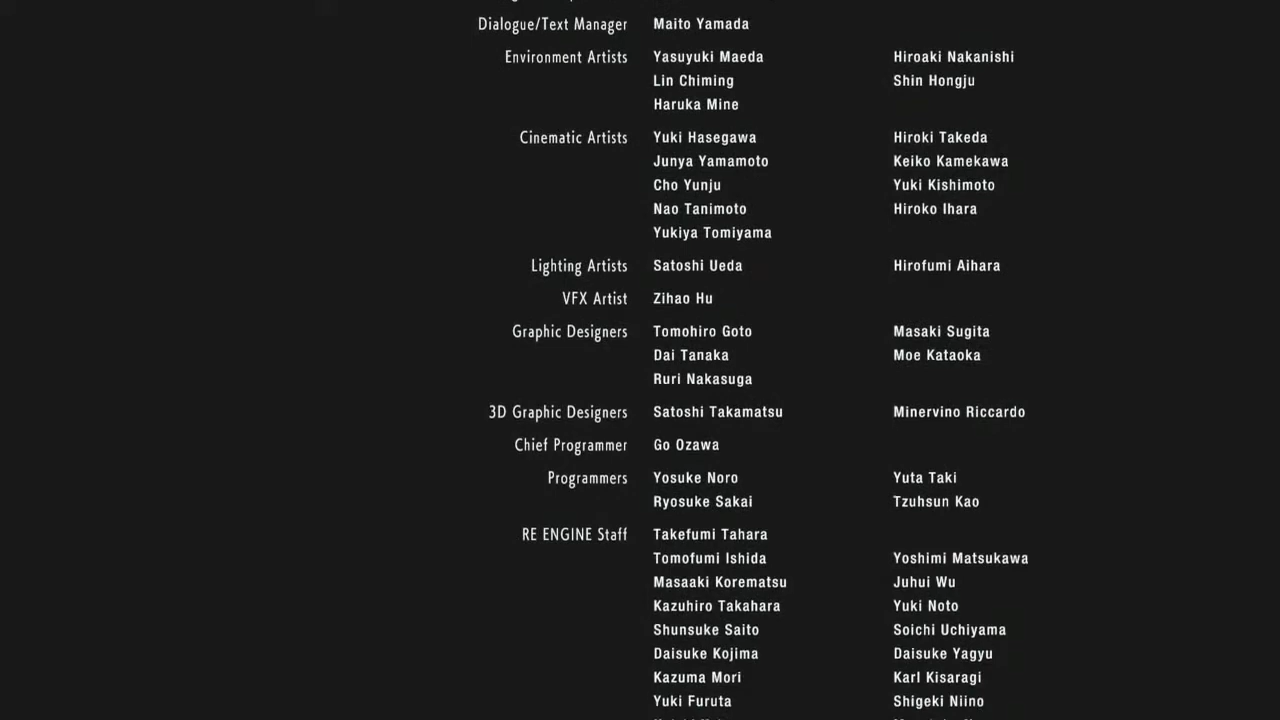 Dialogue/Text Manager Maito Yamada
Environment Artists Yasuyuki Maeda Hiroaki Nakanishi
Lin Chiming Shin Hongju
Haruka Mine
Cinematic Artists Yuki Hasegawa Hiroki Takeda
Junya Yamamoto Keiko Kamekawa
Cho Yunju Yuki Kishimoto
Nao Tanimoto Hiroko Ihara
Yukiya Tomiyama
Lighting Artists Satoshi Ueda Hirofumi Aihara
VFX Artist Zihao Hu
Graphic Designers Tomohiro Goto Masaki Sugita
Dai Tanaka Moe Kataoka
Ruri Nakasuga
3D Graphic Designers Satoshi Takamatsu Minervino Riccardo
Chief Programmer Go Ozawa
Programmers Yosuke Noro Yuta Taki
Ryosuke Sakai Tzuhsun Kao
RE ENGINE Staff Takefumi Tahara
Tomofumi Ishida Yoshimi Matsukawa
Masaaki Korematsu Juhui Wu
Kazuhiro Takahara Yuki Noto
Shunsuke Saito Soichi Uchiyama
Daisuke Kojima Daisuke Yagyu
Kazuma Mori Karl Kisaragi
Yuki Furuta Shigeki Niino